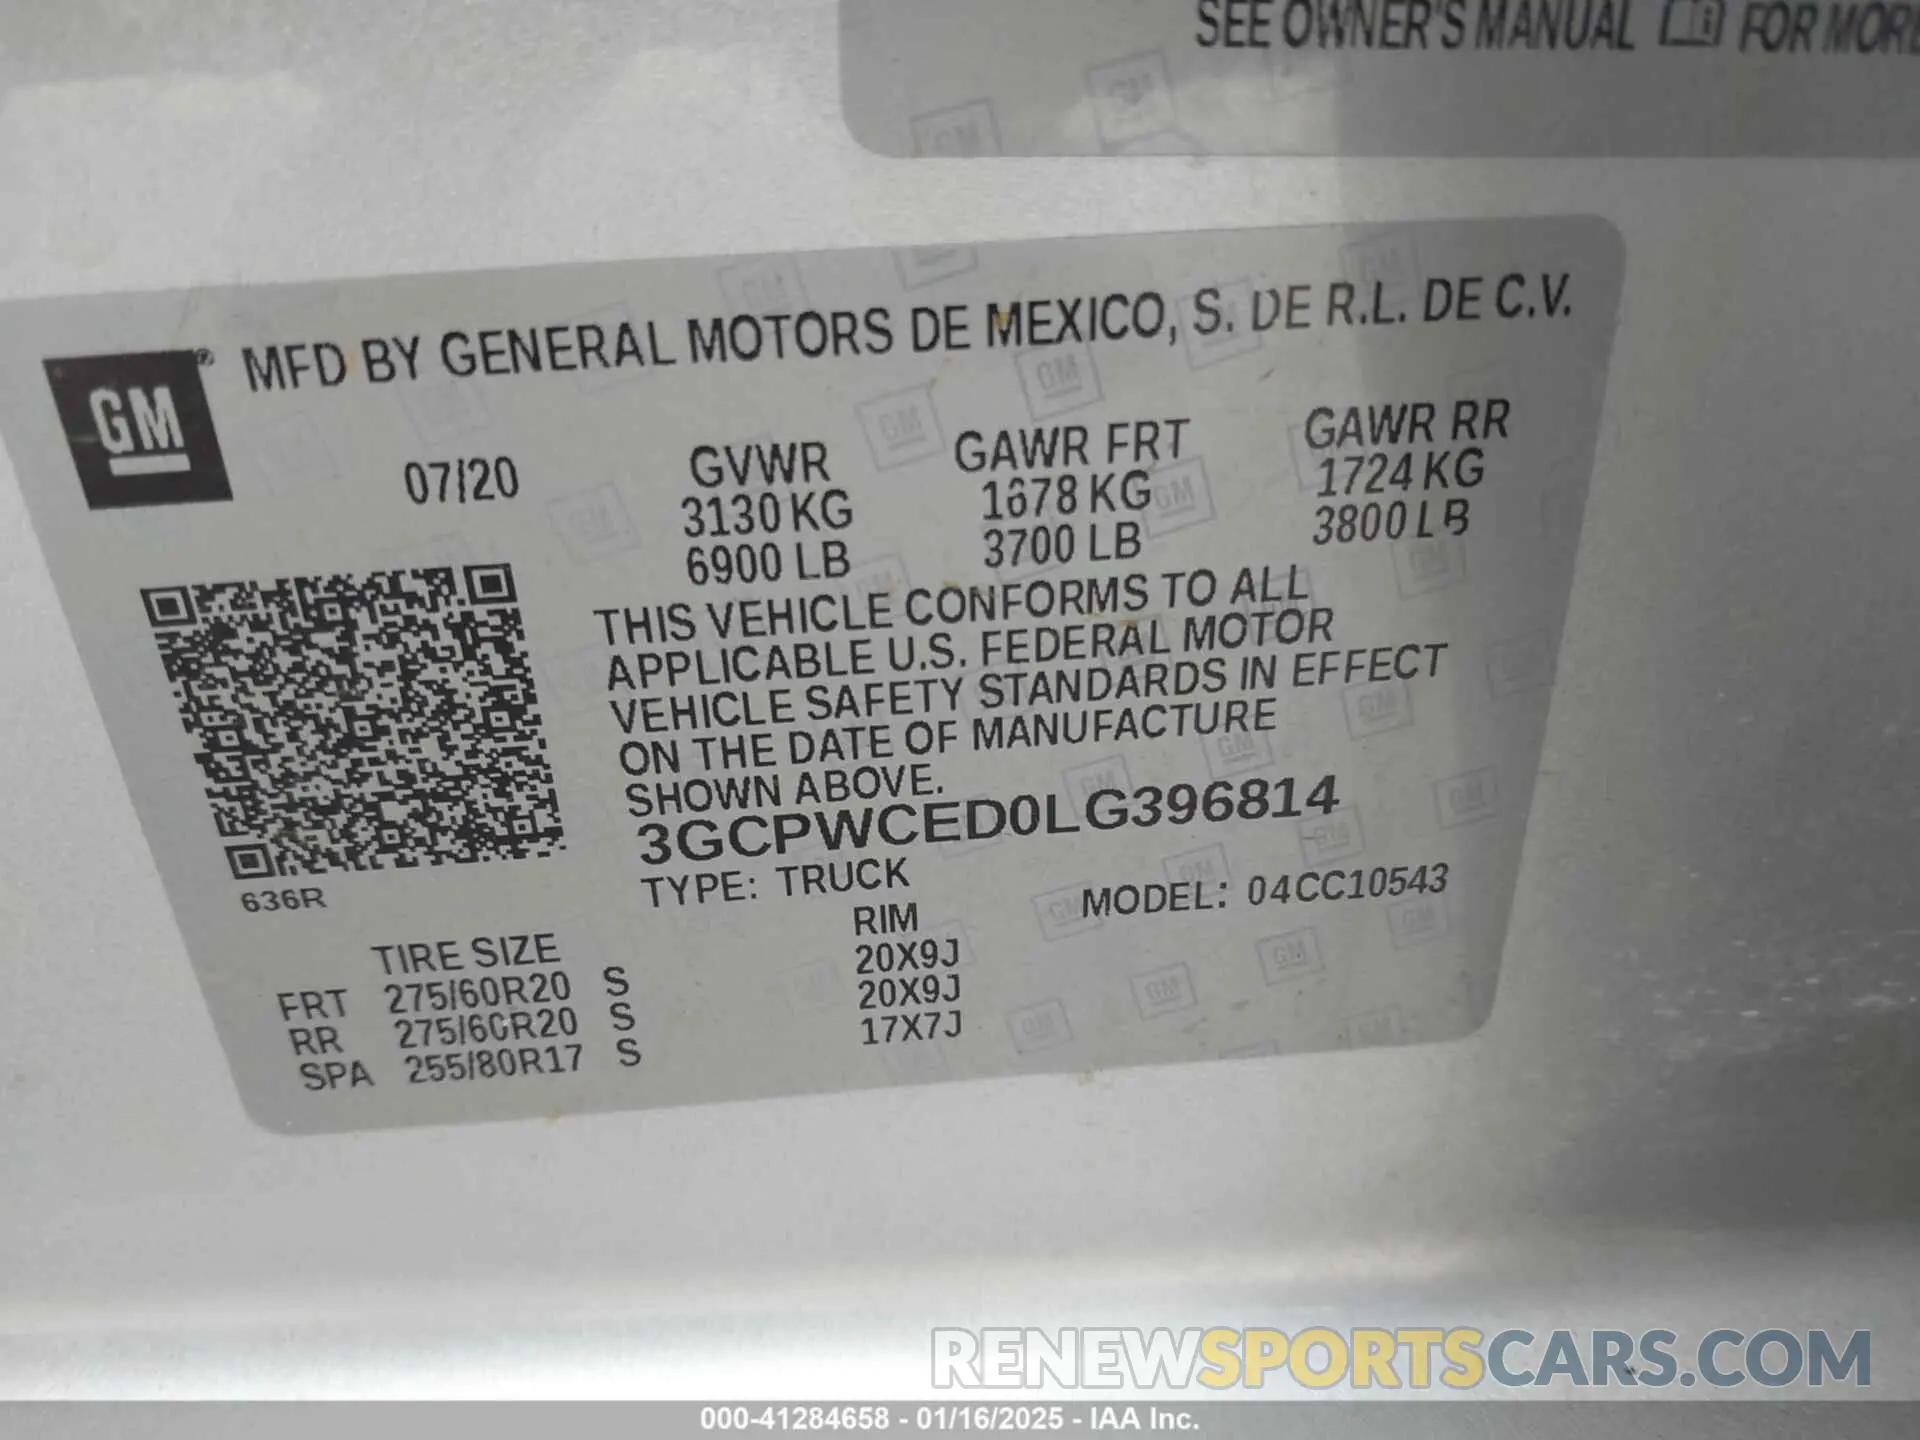 SEE OWNER'S MANUAL FOR MORE
GM® MFD BY GENERAL MOTORS DE MEXICO, S. DE R.L. DE C.V.
07/20 GVWR GAWR FRT GAWR RR
3130 KG 1678 KG 1724 KG
6900 LB 3700 LB 3800 LB
THIS VEHICLE CONFORMS TO ALL
APPLICABLE U.S. FEDERAL MOTOR
VEHICLE SAFETY STANDARDS IN EFFECT
ON THE DATE OF MANUFACTURE
SHOWN ABOVE.
3GCPWCED0LG396814
TYPE: TRUCK MODEL: 04CC10543
636R
TIRE SIZE RIM
FRT 275/60R20 S 20X9J
RR 275/60R20 S 20X9J
SPA 255/80R17 S 17X7J
RENEWSPORTSCARS.COM
000-41284658 - 01/16/2025 - IAA Inc.